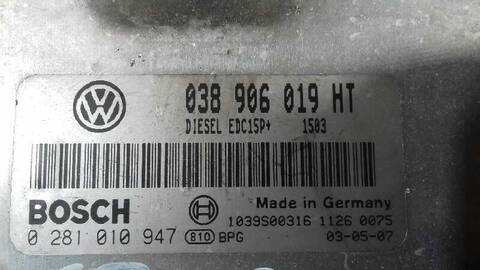 038 906 019 HT
DIESEL EDC15P+ 1503
BOSCH
Made in Germany
1039S00316 1126 0075
0 281 010 947 810 BPG 03-05-07